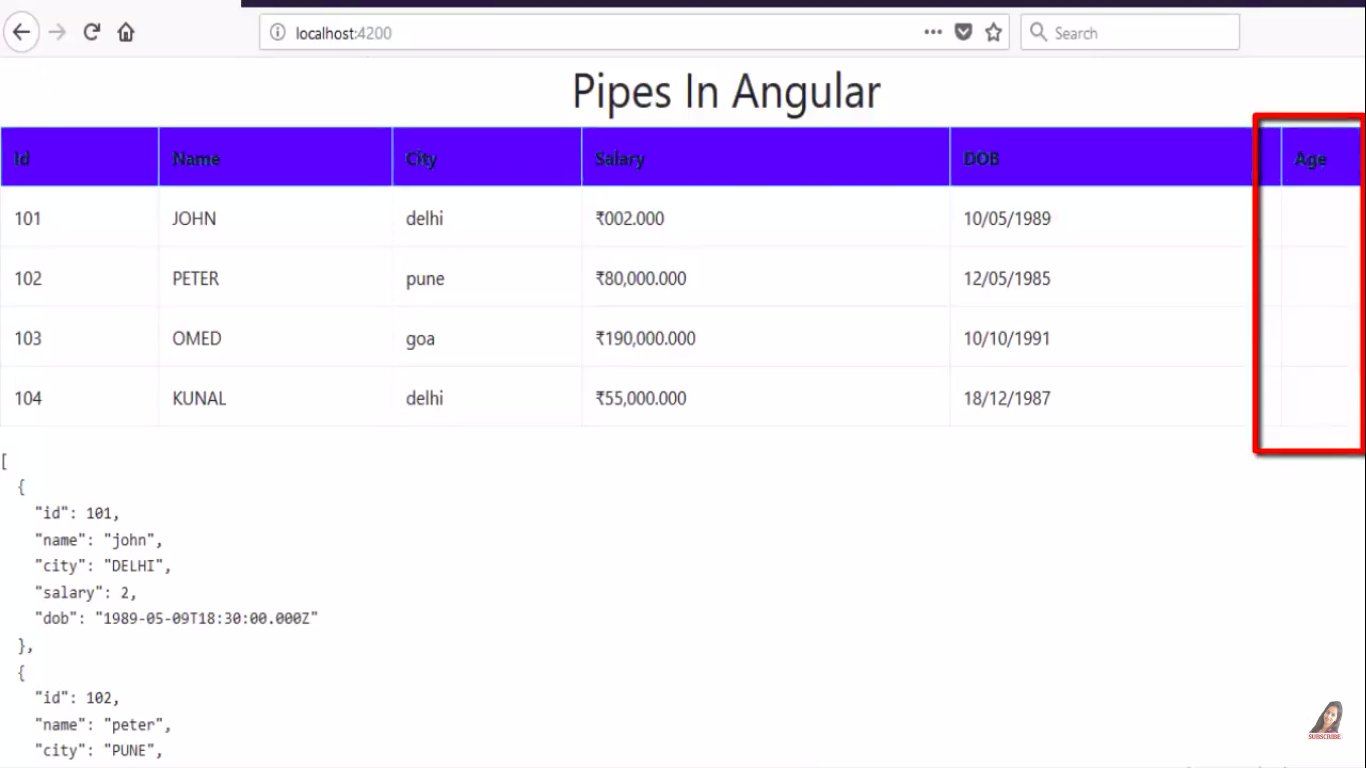 localhost:4200
Search
Pipes In Angular
Id Name City Salary DOB Age
101 JOHN delhi ₹002.000 10/05/1989
102 PETER pune ₹80,000.000 12/05/1985
103 OMED goa ₹190,000.000 10/10/1991
104 KUNAL delhi ₹55,000.000 18/12/1987
[
{
"id": 101,
"name": "john",
"city": "DELHI",
"salary": 2,
"dob": "1989-05-09T18:30:00.000Z"
},
{
"id": 102,
"name": "peter",
"city": "PUNE",
SUBSCRIBE